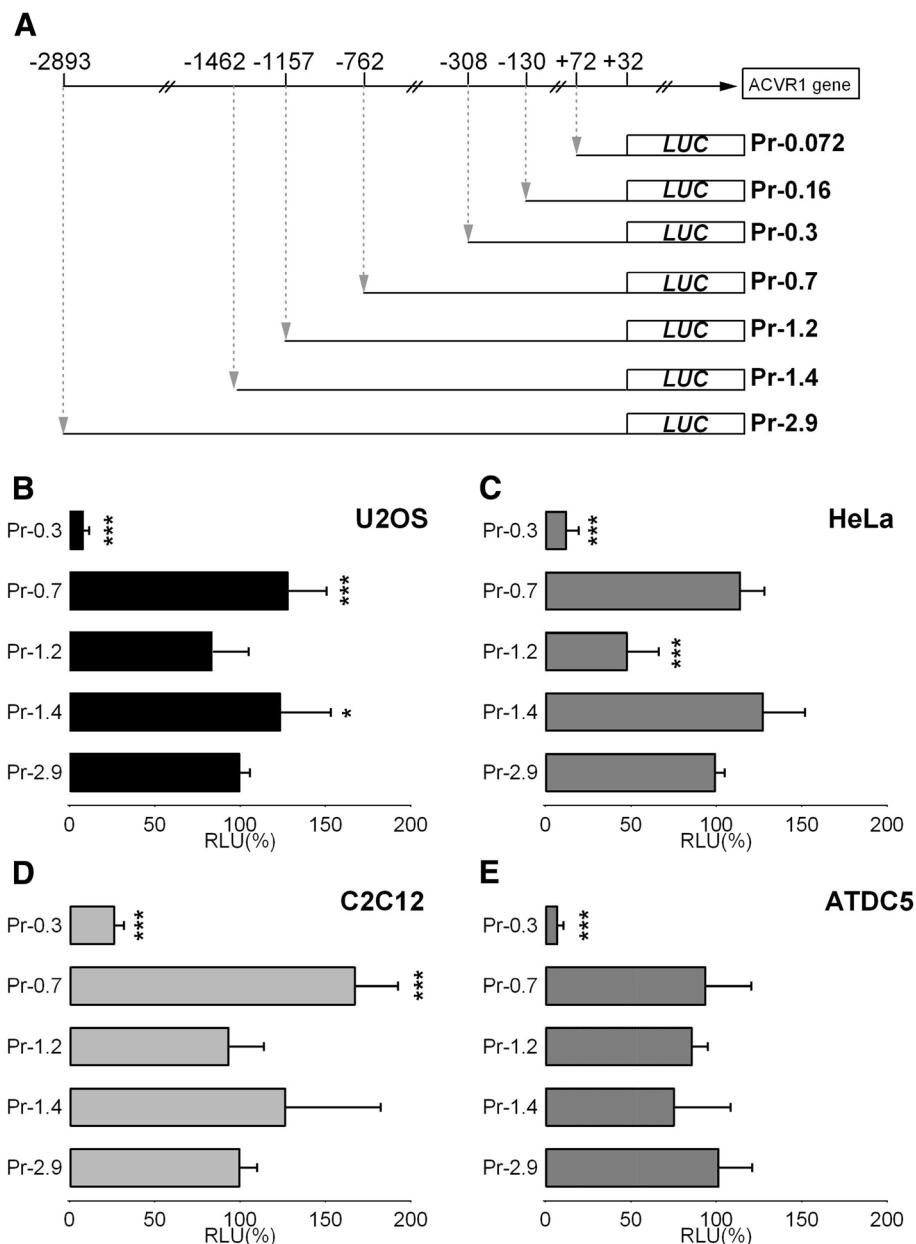 A
-2893 -1462 -1157 -762 -308 -130 +72 +32
ACVR1 gene
LUC Pr-0.072
LUC Pr-0.16
LUC Pr-0.3
LUC Pr-0.7
LUC Pr-1.2
LUC Pr-1.4
LUC Pr-2.9
B
U2OS
Pr-0.3 ***
Pr-0.7 ***
Pr-1.2
Pr-1.4 *
Pr-2.9
0 50 100 150 200
RLU(%)
C
HeLa
Pr-0.3 ***
Pr-0.7
Pr-1.2 ***
Pr-1.4
Pr-2.9
0 50 100 150 200
RLU(%)
D
C2C12
Pr-0.3 ***
Pr-0.7 ***
Pr-1.2
Pr-1.4
Pr-2.9
0 50 100 150 200
RLU(%)
E
ATDC5
Pr-0.3 ***
Pr-0.7
Pr-1.2
Pr-1.4
Pr-2.9
0 50 100 150 200
RLU(%)